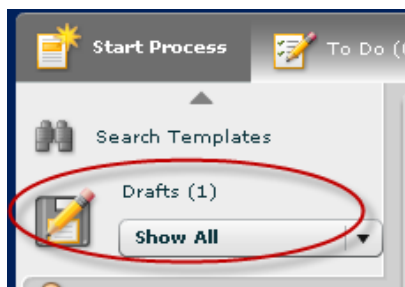 Start Process
To Do (
Search Templates
Drafts (1)
Show All